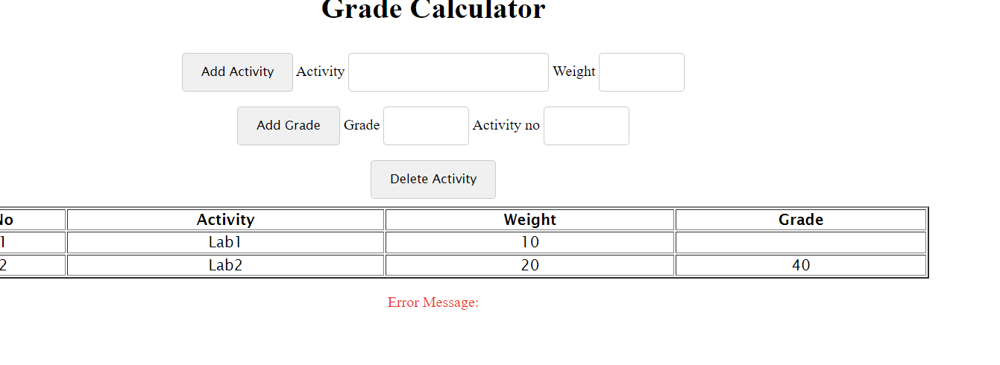 Grade Calculator
Add Activity Activity Weight
Add Grade Grade Activity no
Delete Activity
No Activity Weight Grade
1 Lab1 10
2 Lab2 20 40
Error Message: